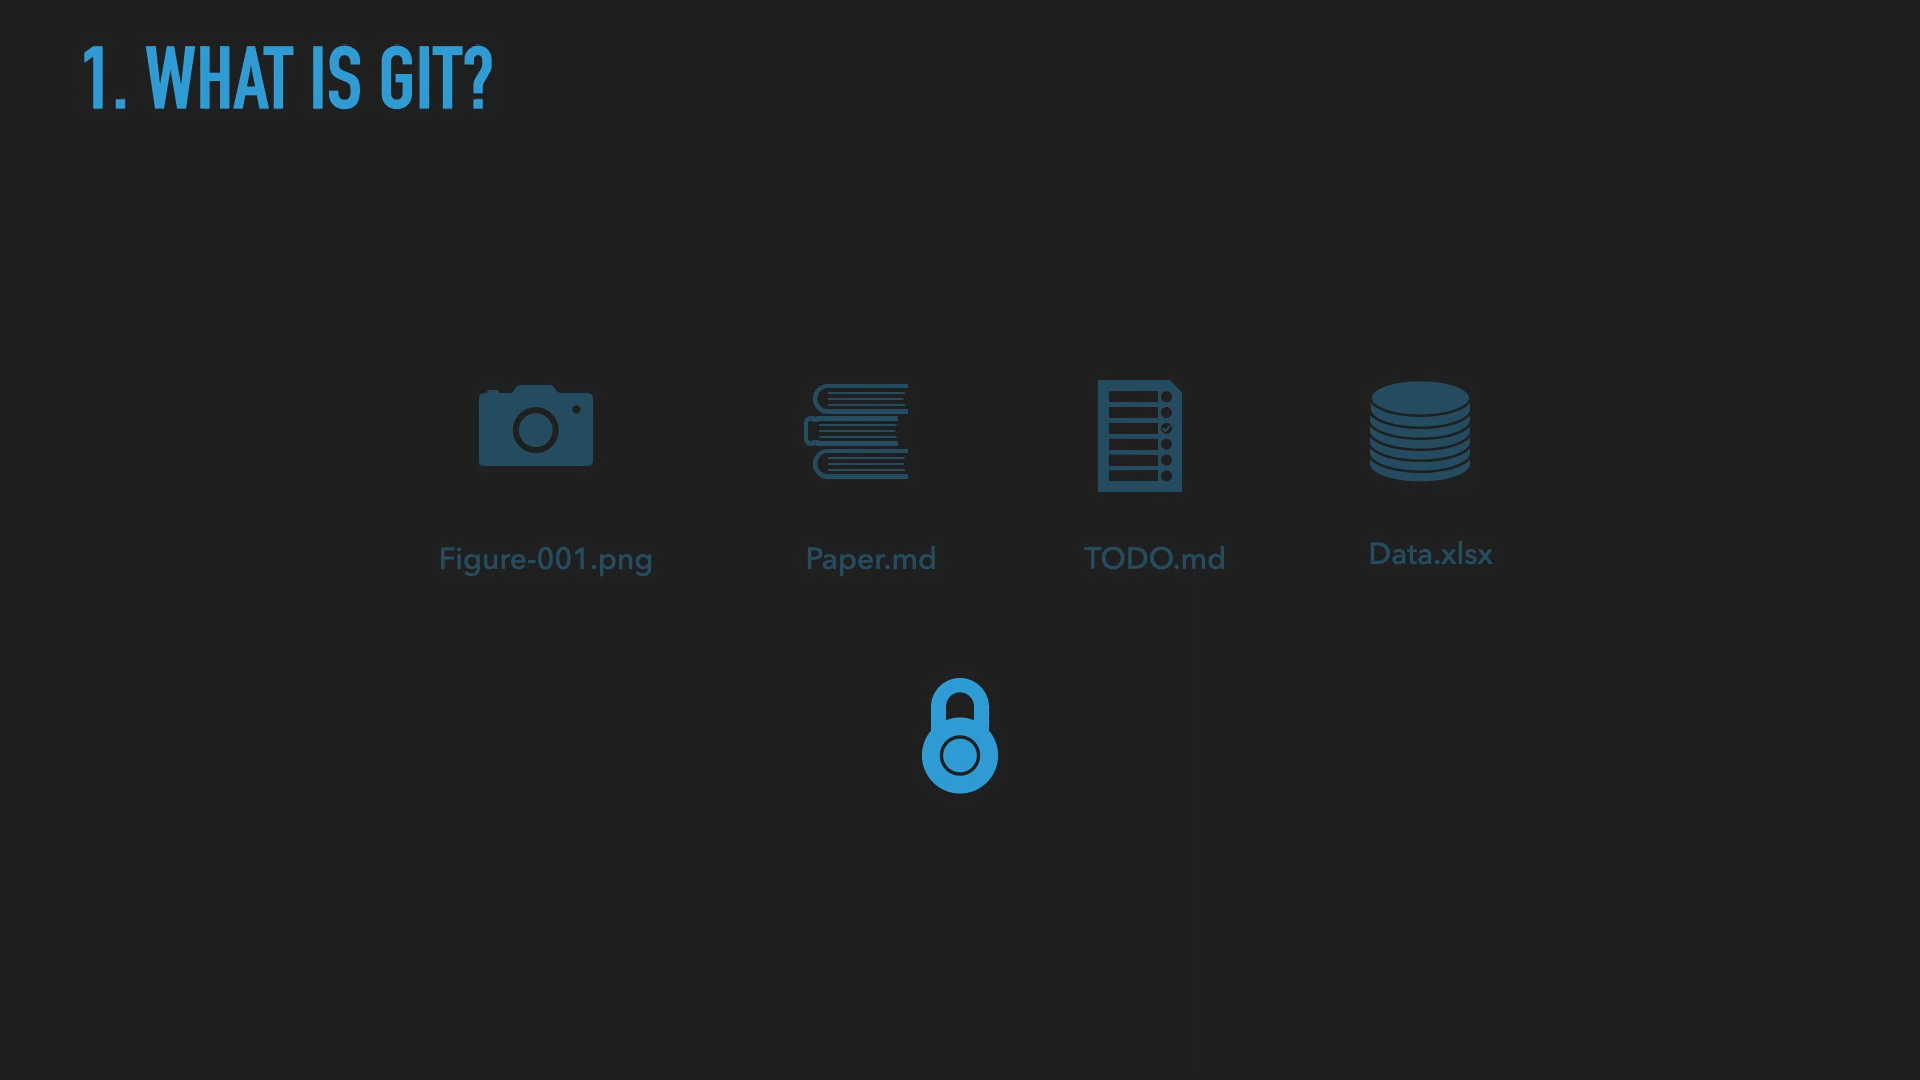 1. WHAT IS GIT?
Figure-001.png
Paper.md
TODO.md
Data.xlsx